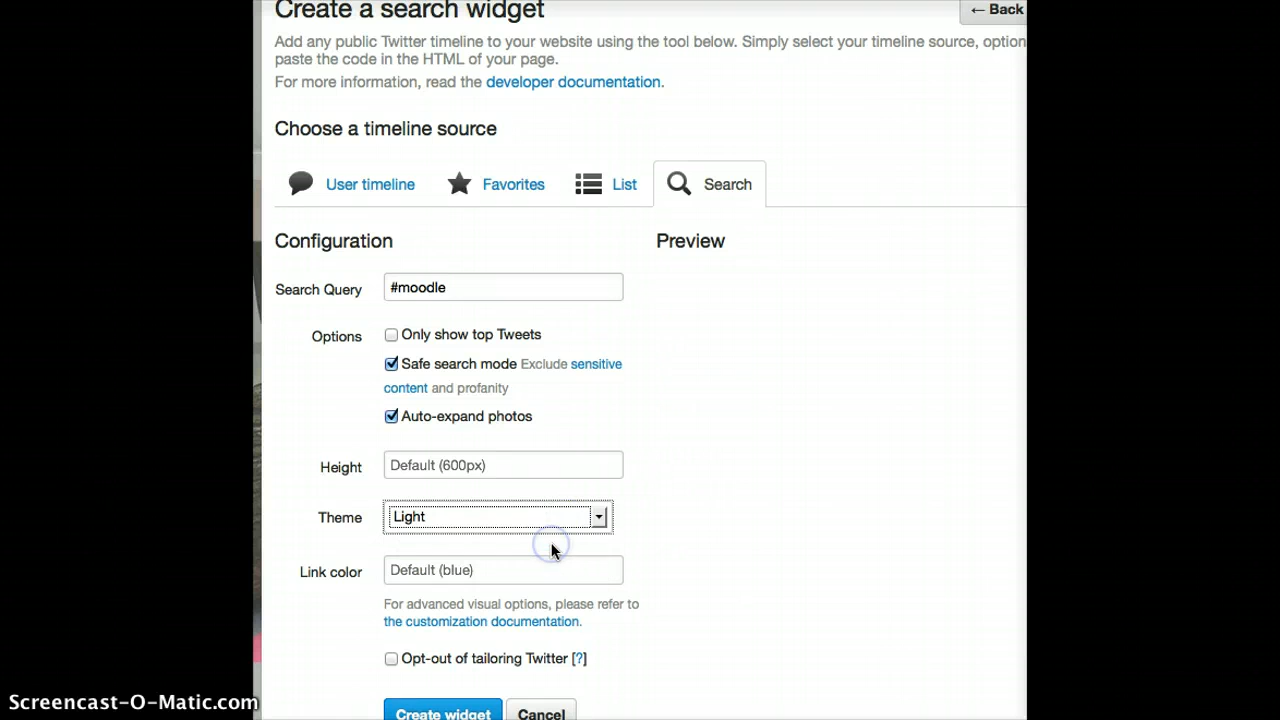 Create a search widget
← Back
Add any public Twitter timeline to your website using the tool below. Simply select your timeline source, option
paste the code in the HTML of your page.
For more information, read the developer documentation.
Choose a timeline source
User timeline
Favorites
List
Search
Configuration
Preview
Search Query
#moodle
Options
Only show top Tweets
Safe search mode Exclude sensitive
content and profanity
Auto-expand photos
Height
Default (600px)
Theme
Light
Link color
Default (blue)
For advanced visual options, please refer to
the customization documentation.
Opt-out of tailoring Twitter [?]
Create widget
Cancel
Screencast-O-Matic.com